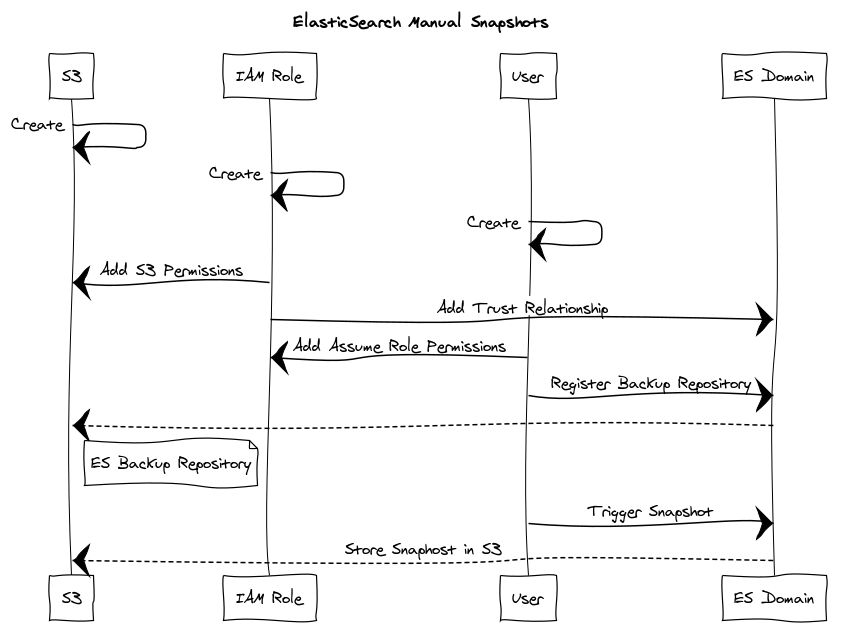 ElasticSearch Manual Snapshots
S3
IAM Role
User
ES Domain
Create
Create
Create
Add S3 Permissions
Add Trust Relationship
Add Assume Role Permissions
Register Backup Repository
ES Backup Repository
Trigger Snapshot
Store Snaphost in S3
S3
IAM Role
User
ES Domain